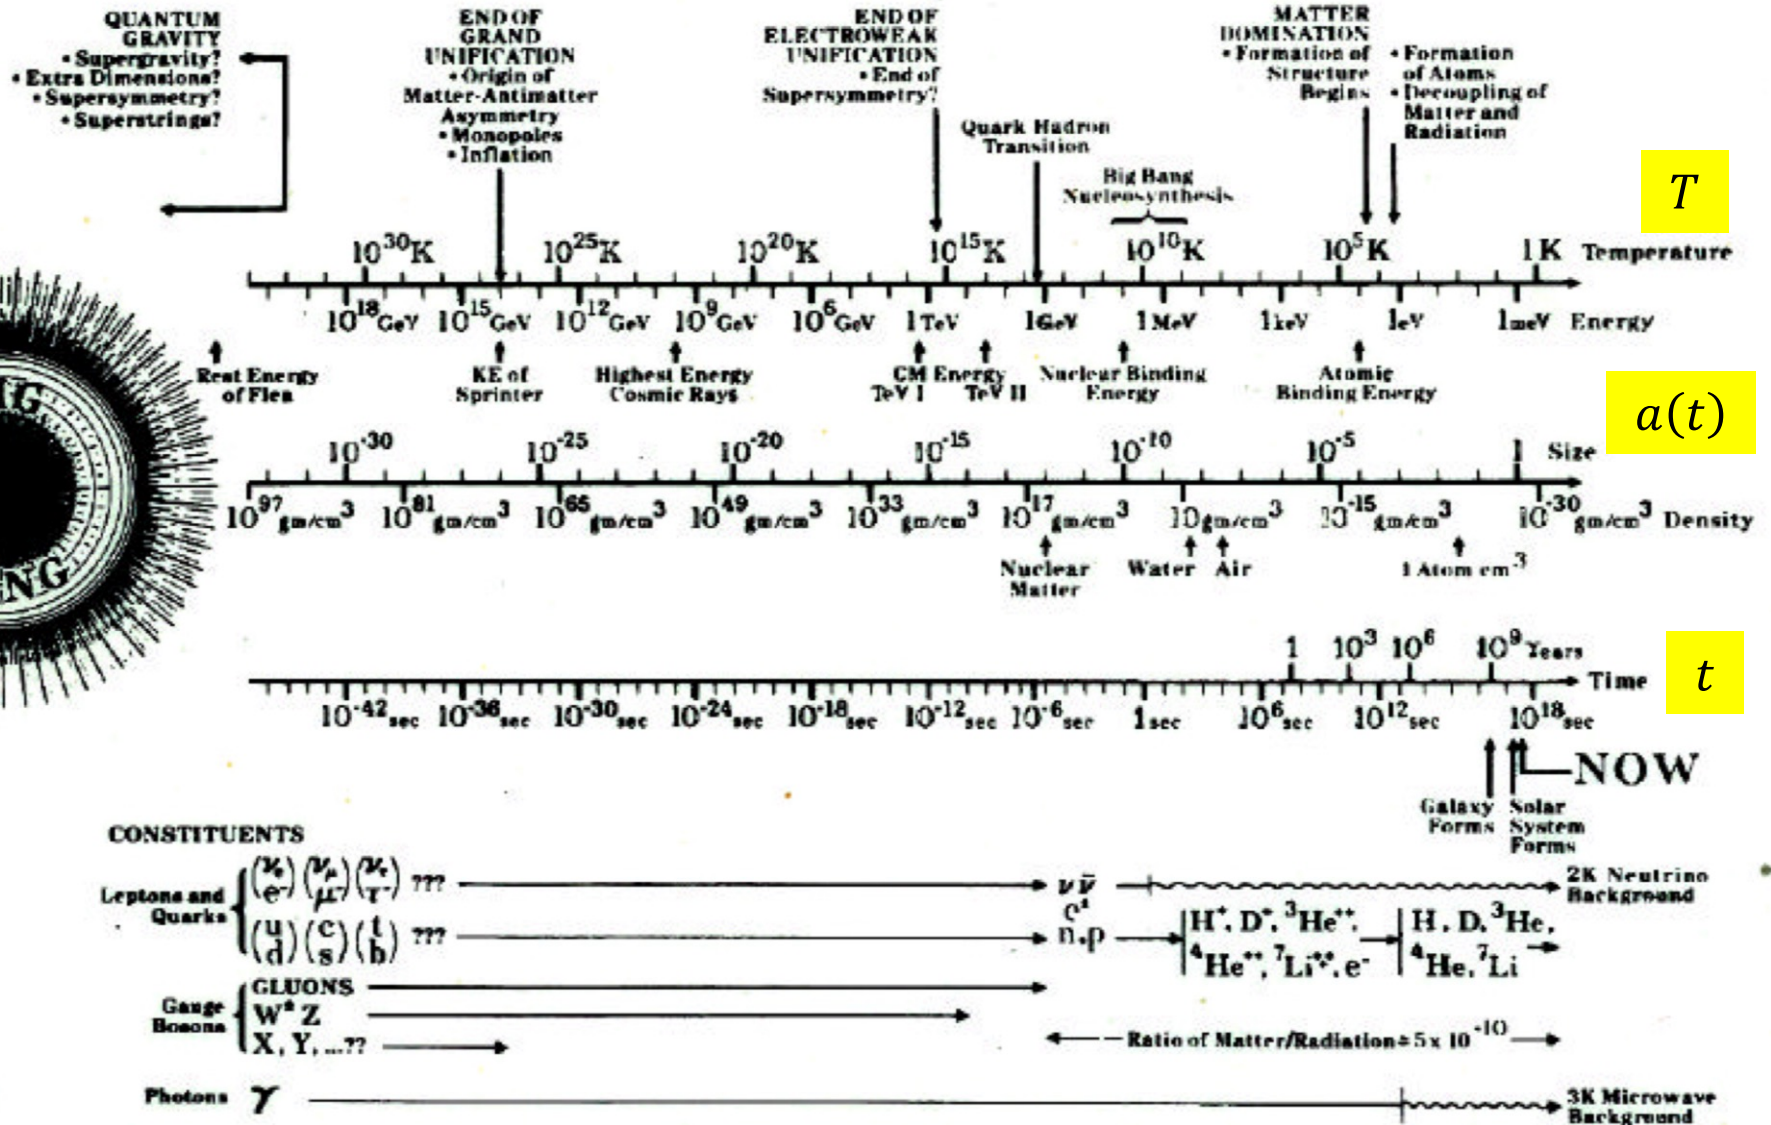 QUANTUM
GRAVITY
• Supergravity?
• Extra Dimensions?
• Supersymmetry?
• Superstrings?
END OF
GRAND
UNIFICATION
• Origin of
Matter-Antimatter
Asymmetry
• Monopoles
• Inflation
END OF
ELECTROWEAK
UNIFICATION
• End of
Supersymmetry?
Quark Hadron
Transition
Big Bang
Nucleosynthesis
MATTER
DOMINATION
• Formation of
Structure
Begins
• Formation
of Atoms
• Decoupling of
Matter and
Radiation
T
10³⁰K 10²⁵K 10²⁰K 10¹⁵K 10¹⁰K 10⁵K 1K Temperature
10¹⁸GeV 10¹⁵GeV 10¹²GeV 10⁹GeV 10⁶GeV 1TeV 1GeV 1MeV 1keV 1eV 1meV Energy
Rest Energy
of Flea
KE of
Sprinter
Highest Energy
Cosmic Rays
CM Energy
TeV I TeV II
Nuclear Binding
Energy
Atomic
Binding Energy
a(t)
10⁻³⁰ 10⁻²⁵ 10⁻²⁰ 10⁻¹⁵ 10⁻¹⁰ 10⁻⁵ 1 Size
10⁹⁷gm/cm³ 10⁸¹gm/cm³ 10⁶⁵gm/cm³ 10⁴⁹gm/cm³ 10³³gm/cm³ 10¹⁷gm/cm³ 10gm/cm³ 10⁻¹⁵gm/cm³ 10⁻³⁰gm/cm³ Density
Nuclear
Matter
Water Air
1 Atom cm⁻³
NG
NG
1 10³ 10⁶ 10⁹ Years
t
Time
10⁻⁴²sec 10⁻³⁶sec 10⁻³⁰sec 10⁻²⁴sec 10⁻¹⁸sec 10⁻¹²sec 10⁻⁶sec 1sec 10⁶sec 10¹²sec 10¹⁸sec
NOW
Galaxy
Forms
Solar
System
Forms
CONSTITUENTS
Leptons and
Quarks
(νe e⁻) (νμ μ⁻) (ντ τ⁻) ???
(u d) (c s) (t b) ???
ν ν̄
n,p
H⁺, D⁺, ³He⁺⁺,
⁴He⁺⁺, ⁷Li⁺⁺⁺, e⁻
H, D, ³He,
⁴He, ⁷Li
2K Neutrino
Background
Gauge
Bosons
GLUONS
W± Z
X, Y, ...??
Ratio of Matter/Radiation = 5 x 10⁻¹⁰
Photons γ
3K Microwave
Background